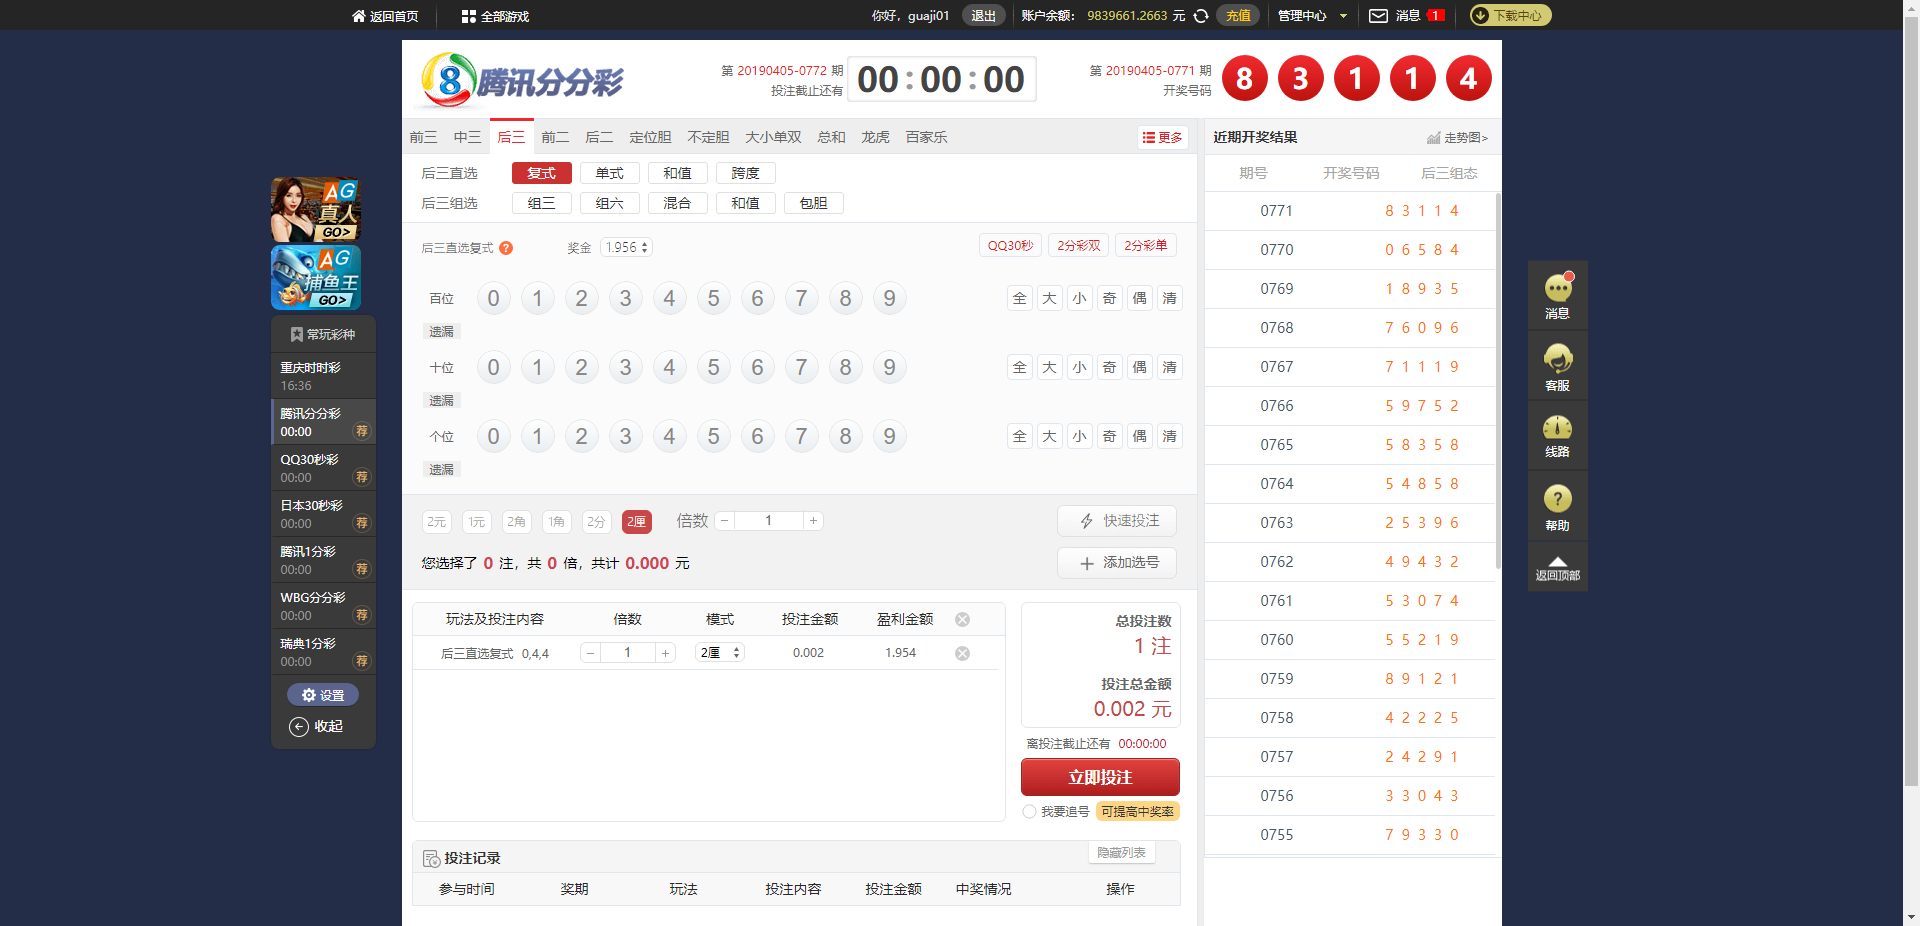 返回首页 全部游戏 你好，guaji01 退出 账户余额： 9839661.2663 元 充值 管理中心 消息 1 下载中心
8 腾讯分分彩
第 20190405-0772 期
投注截止还有
00:00:00
第 20190405-0771 期
开奖号码
8 3 1 1 4
前三 中三 后三 前二 后二 定位胆 不定胆 大小单双 总和 龙虎 百家乐 更多
后三直选 复式 单式 和值 跨度
后三组选 组三 组六 混合 和值 包胆
后三直选复式 ? 奖金 1.956 QQ30秒 2分彩双 2分彩单
百位 0 1 2 3 4 5 6 7 8 9 全 大 小 奇 偶 清
遗漏
十位 0 1 2 3 4 5 6 7 8 9 全 大 小 奇 偶 清
遗漏
个位 0 1 2 3 4 5 6 7 8 9 全 大 小 奇 偶 清
遗漏
2元 1元 2角 1角 2分 2厘 倍数 − 1 + 快速投注
您选择了 0 注，共 0 倍，共计 0.000 元 添加选号
玩法及投注内容 倍数 模式 投注金额 盈利金额
后三直选复式 0,4,4 − 1 + 2厘 0.002 1.954
总投注数
1 注
投注总金额
0.002 元
离投注截止还有 00:00:00
立即投注
我要追号 可提高中奖率
投注记录 隐藏列表
参与时间 奖期 玩法 投注内容 投注金额 中奖情况 操作
近期开奖结果 走势图>
期号 开奖号码 后三组态
0771 8 3 1 1 4
0770 0 6 5 8 4
0769 1 8 9 3 5
0768 7 6 0 9 6
0767 7 1 1 1 9
0766 5 9 7 5 2
0765 5 8 3 5 8
0764 5 4 8 5 8
0763 2 5 3 9 6
0762 4 9 4 3 2
0761 5 3 0 7 4
0760 5 5 2 1 9
0759 8 9 1 2 1
0758 4 2 2 2 5
0757 2 4 2 9 1
0756 3 3 0 4 3
0755 7 9 3 3 0
AG
真人
GO>
AG
捕鱼王
GO>
常玩彩种
重庆时时彩
16:36
腾讯分分彩
00:00 荐
QQ30秒彩
00:00 荐
日本30秒彩
00:00 荐
腾讯1分彩
00:00 荐
WBG分分彩
00:00 荐
瑞典1分彩
00:00 荐
设置
收起
消息
客服
线路
?
帮助
返回顶部